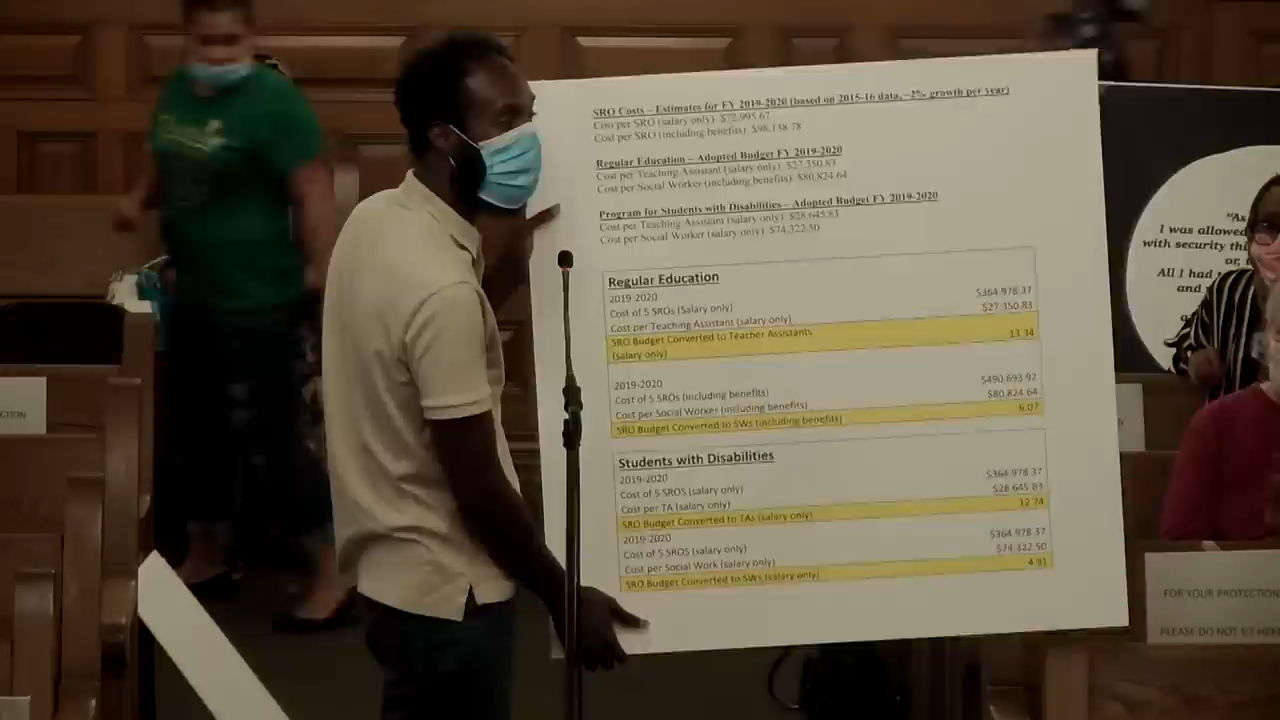 SRO Costs – Estimates for FY 2019-2020 (based on 2015-16 data, ~2% growth per year)
Cost per SRO (salary only) $72,995.67
Cost per SRO (including benefits) $98,138.78
Regular Education – Adopted Budget FY 2019-2020
Cost per Teaching Assistant (salary only) $27,350.83
Cost per Social Worker (including benefits) $80,824.64
Program for Students with Disabilities – Adopted Budget FY 2019-2020
Cost per Teaching Assistant (salary only) $28,645.83
Cost per Social Worker (salary only) $74,322.50
Regular Education
2019-2020
Cost of 5 SROs (Salary only) $364,978.37
Cost per Teaching Assistant (salary only) $27,350.83
SRO Budget Converted to Teacher Assistants
(salary only) 13.34
2019-2020
Cost of 5 SROs (including benefits) $490,693.92
Cost per Social Worker (including benefits) $80,824.64
SRO Budget Converted to SWs (including benefits) 6.07
Students with Disabilities
2019-2020
Cost of 5 SROS (salary only) $364,978.37
Cost per TA (salary only) $28,645.83
SRO Budget Converted to TAs (salary only) 12.74
2019-2020
Cost of 5 SROS (salary only) $364,978.37
Cost per Social Work (salary only) $74,322.50
SRO Budget Converted to SWs (salary only) 4.91
"As
I was allowed
with security
or,
All I had
and
CTION
FOR YOUR PROTECTION
PLEASE DO NOT SIT HERE